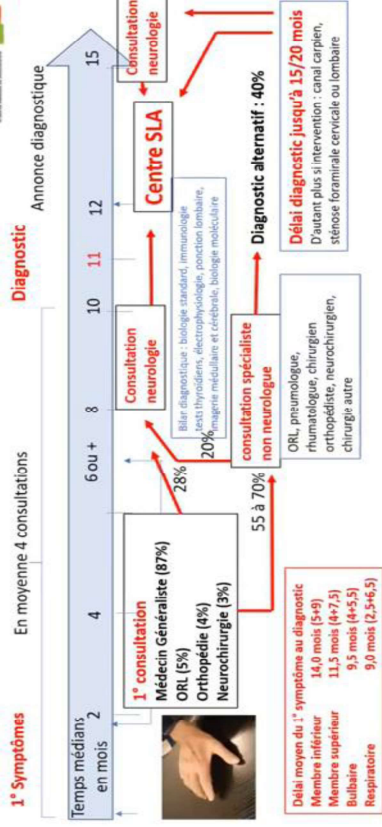 1° Symptômes
En moyenne 4 consultations
Diagnostic
Annonce diagnostique
Temps médians
en mois
2
4
6 ou +
8
10
11
12
15
1° consultation
Médecin Généraliste (87%)
ORL (5%)
Orthopédie (4%)
Neurochirurgie (3%)
28%
20%
55 à 70%
Consultation
neurologie
Bilan diagnostique : biologie standard, immunologie
tests thyroïdiens, électrophysiologie, ponction lombaire,
imagerie médullaire et cérébrale, biologie moléculaire
Centre SLA
Consultation
neurologie
consultation spécialiste
non neurologue
Diagnostic alternatif : 40%
ORL, pneumologue,
rhumatologue, chirurgien
orthopédiste, neurochirurgien,
chirurgie autre
Délai diagnostic jusqu'à 15/20 mois
D'autant plus si intervention : canal carpien,
sténose foraminale cervicale ou lombaire
Délai moyen du 1° symptôme au diagnostic
Membre inférieur 14,0 mois (5+9)
Membre supérieur 11,5 mois (4+7,5)
Bulbaire 9,5 mois (4+5,5)
Respiratoire 9,0 mois (2,5+6,5)